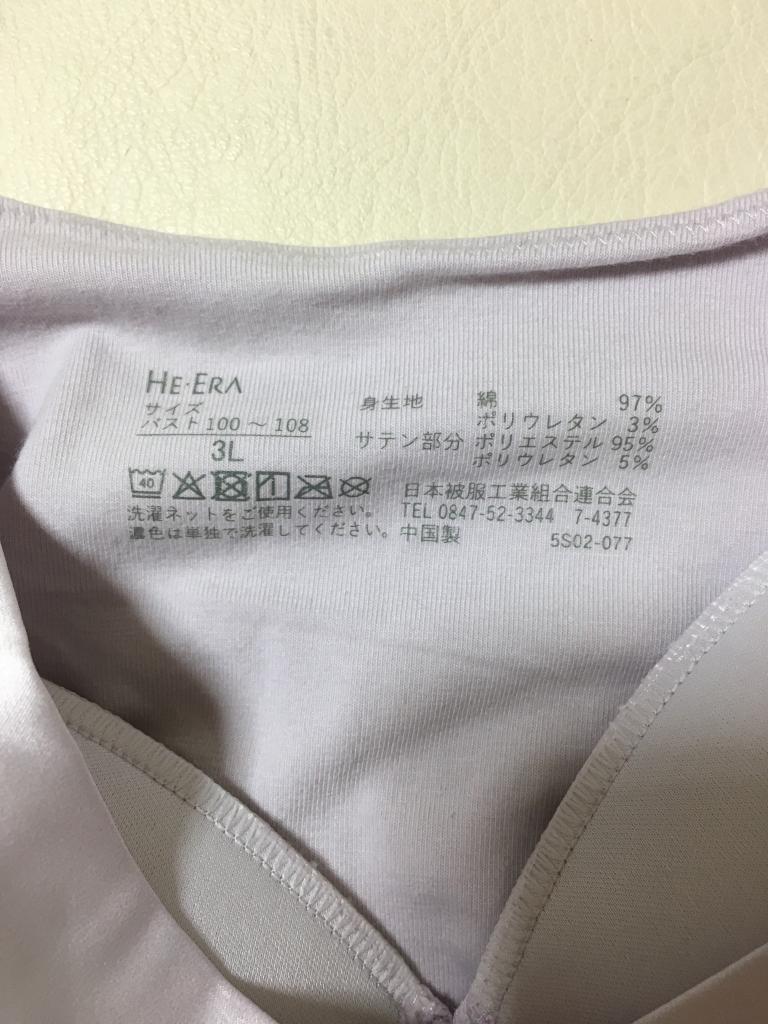 HE·ERA
サイズ
バスト 100 ～ 108
3L
40
洗濯ネットをご使用ください。
濃色は単独で洗濯してください。
身生地 綿 97%
ポリウレタン 3%
サテン部分 ポリエステル 95%
ポリウレタン 5%
日本被服工業組合連合会
TEL 0847-52-3344 7-4377
中国製 5S02-077